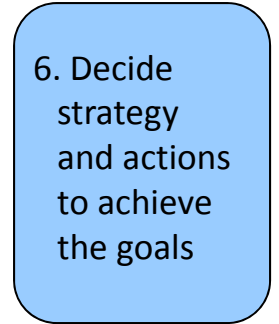 6. Decide
strategy
and actions
to achieve
the goals